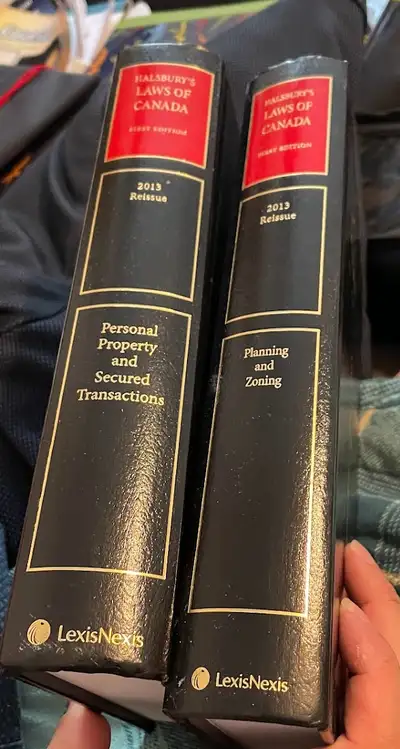 HALSBURY'S
LAWS OF
CANADA
FIRST EDITION
2013
Reissue
Personal
Property
and
Secured
Transactions
LexisNexis
HALSBURY'S
LAWS OF
CANADA
FIRST EDITION
2013
Reissue
Planning
and
Zoning
LexisNexis